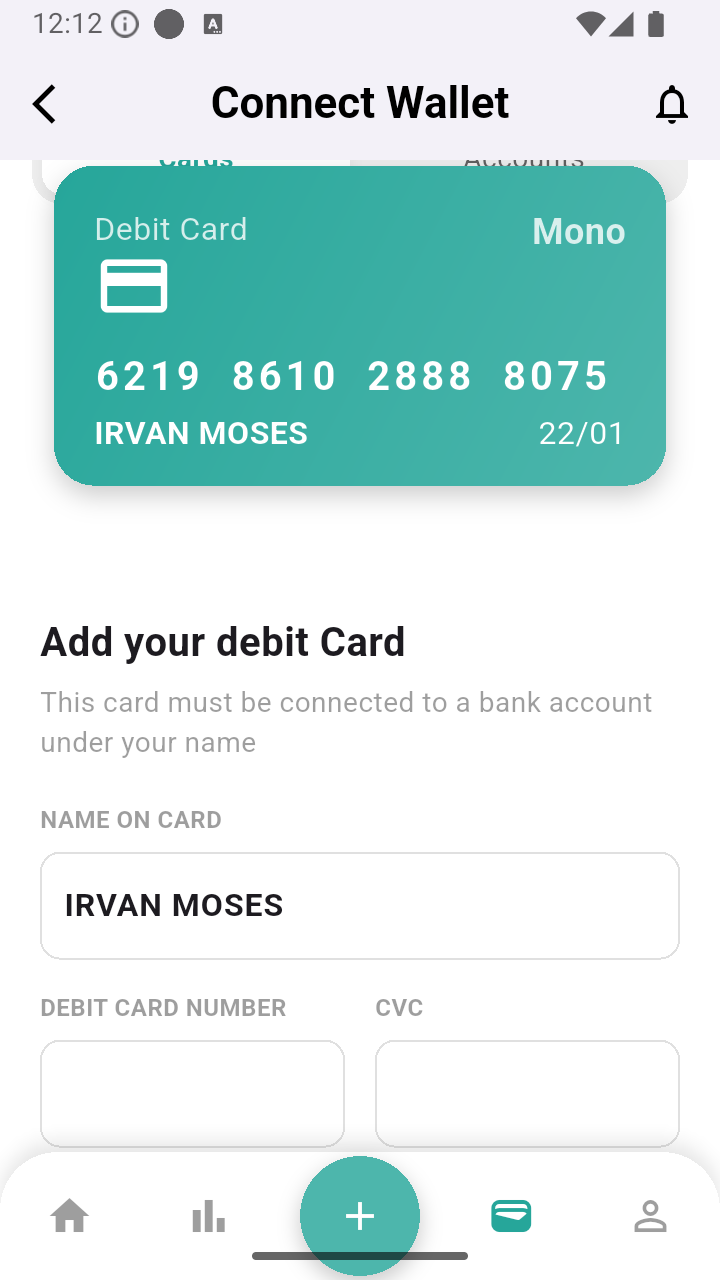 12:12
Connect Wallet
Cards Accounts
Debit Card Mono
6219 8610 2888 8075
IRVAN MOSES 22/01
Add your debit Card
This card must be connected to a bank account
under your name
NAME ON CARD
IRVAN MOSES
DEBIT CARD NUMBER CVC